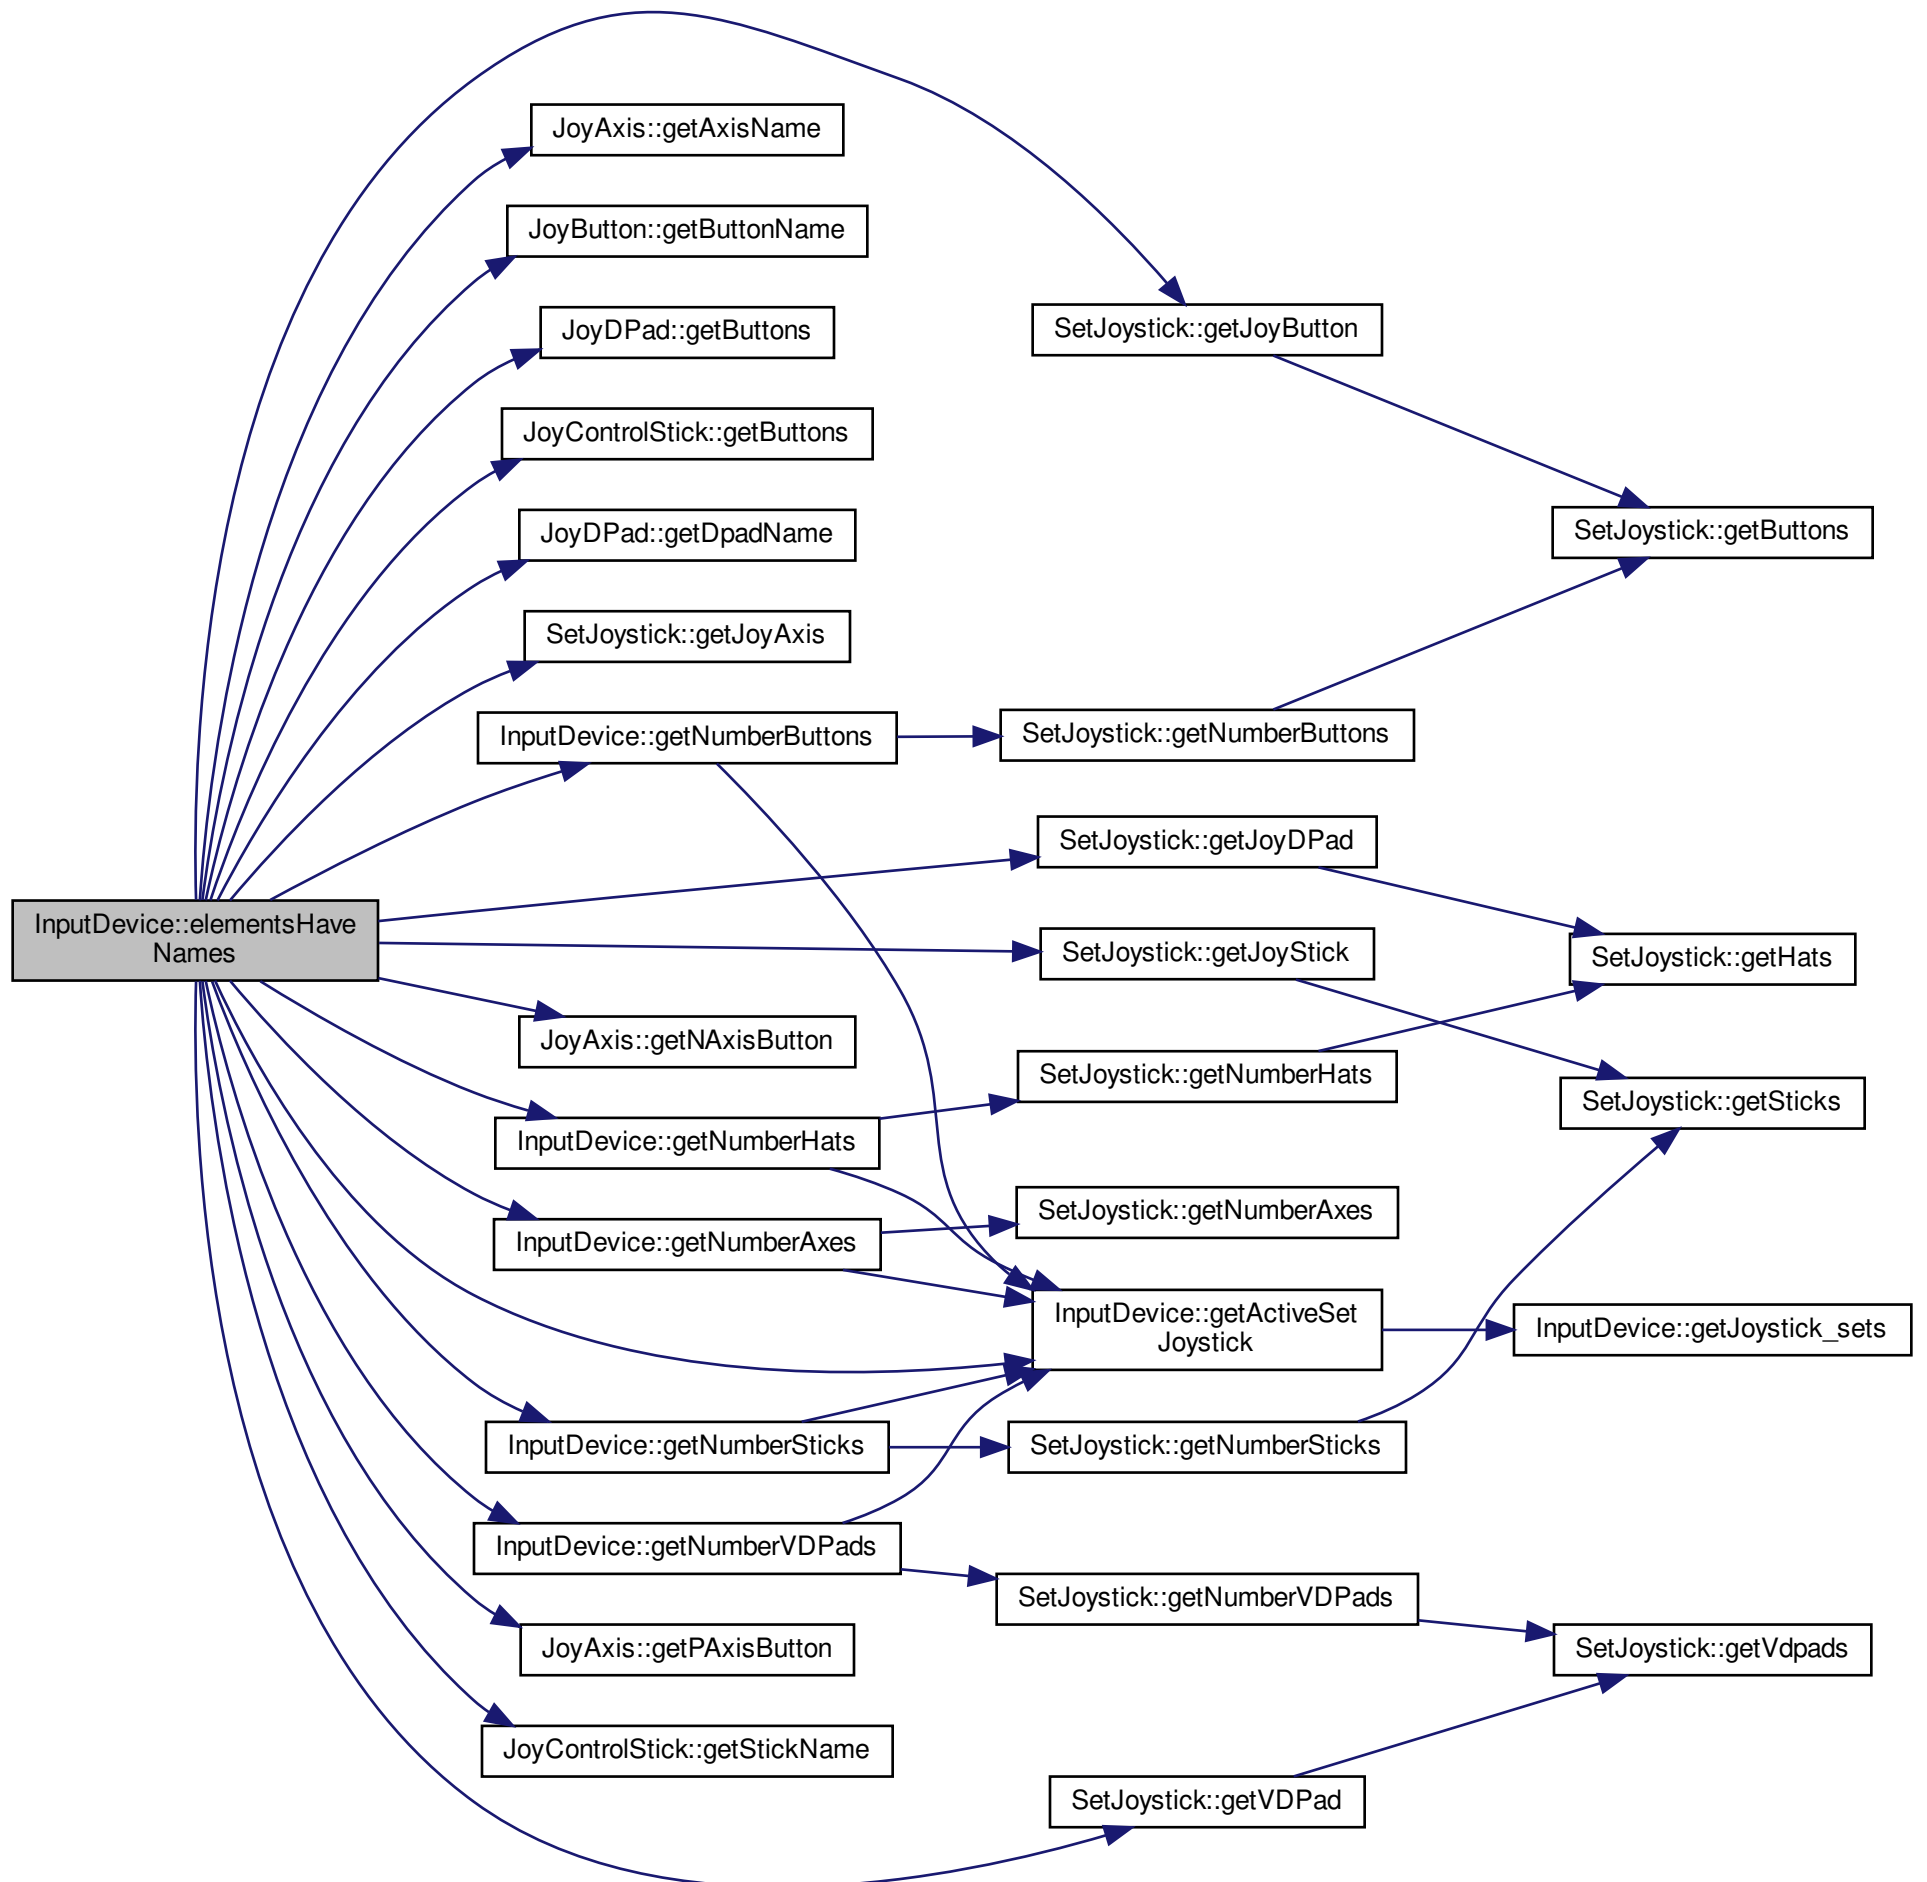 JoyAxis::getAxisName
JoyButton::getButtonName
JoyDPad::getButtons
SetJoystick::getJoyButton
JoyControlStick::getButtons
JoyDPad::getDpadName
SetJoystick::getButtons
SetJoystick::getJoyAxis
InputDevice::getNumberButtons
SetJoystick::getNumberButtons
SetJoystick::getJoyDPad
InputDevice::elementsHave
Names
SetJoystick::getJoyStick
SetJoystick::getHats
JoyAxis::getNAxisButton
SetJoystick::getNumberHats
SetJoystick::getSticks
InputDevice::getNumberHats
SetJoystick::getNumberAxes
InputDevice::getNumberAxes
InputDevice::getActiveSet
Joystick
InputDevice::getJoystick_sets
InputDevice::getNumberSticks
SetJoystick::getNumberSticks
InputDevice::getNumberVDPads
SetJoystick::getNumberVDPads
JoyAxis::getPAxisButton
SetJoystick::getVdpads
JoyControlStick::getStickName
SetJoystick::getVDPad